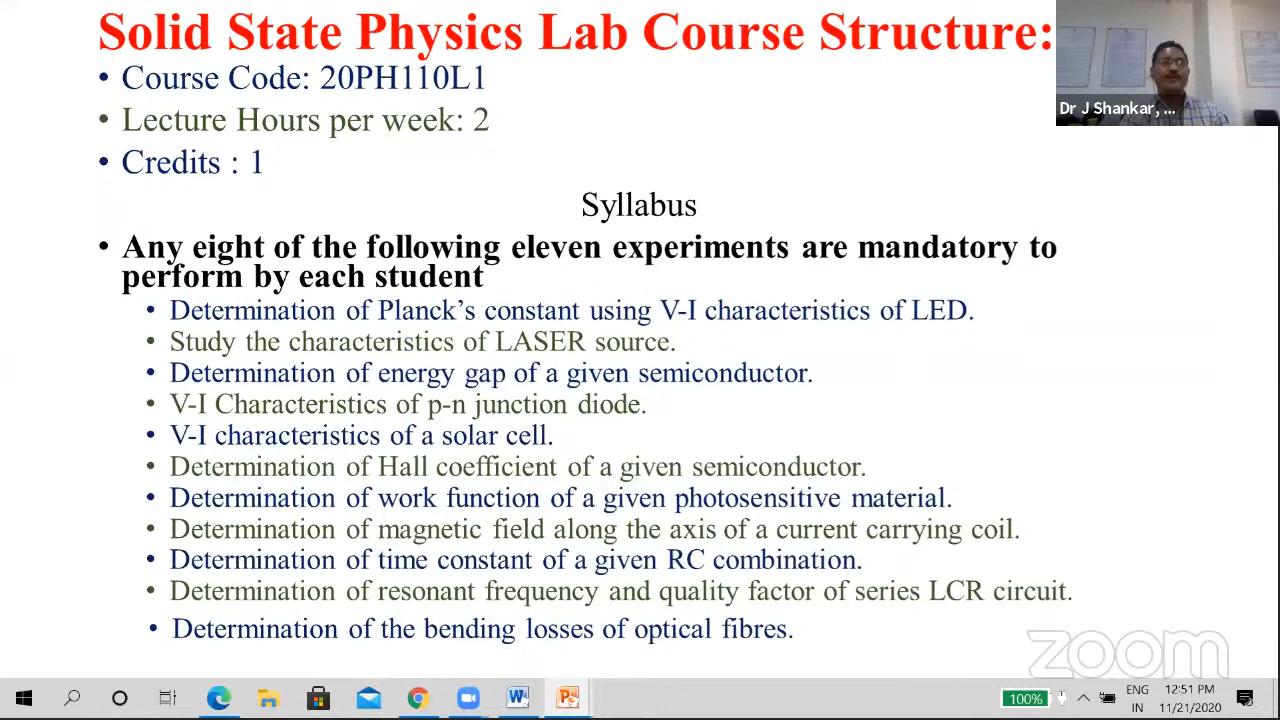 Solid State Physics Lab Course Structure:
• Course Code: 20PH110L1
Dr J Shankar, ...
• Lecture Hours per week: 2
• Credits : 1
Syllabus
• Any eight of the following eleven experiments are mandatory to
perform by each student
• Determination of Planck's constant using V-I characteristics of LED.
• Study the characteristics of LASER source.
• Determination of energy gap of a given semiconductor.
• V-I Characteristics of p-n junction diode.
• V-I characteristics of a solar cell.
• Determination of Hall coefficient of a given semiconductor.
• Determination of work function of a given photosensitive material.
• Determination of magnetic field along the axis of a current carrying coil.
• Determination of time constant of a given RC combination.
• Determination of resonant frequency and quality factor of series LCR circuit.
• Determination of the bending losses of optical fibres.
zoom
100%
ENG
IN
12:51 PM
11/21/2020